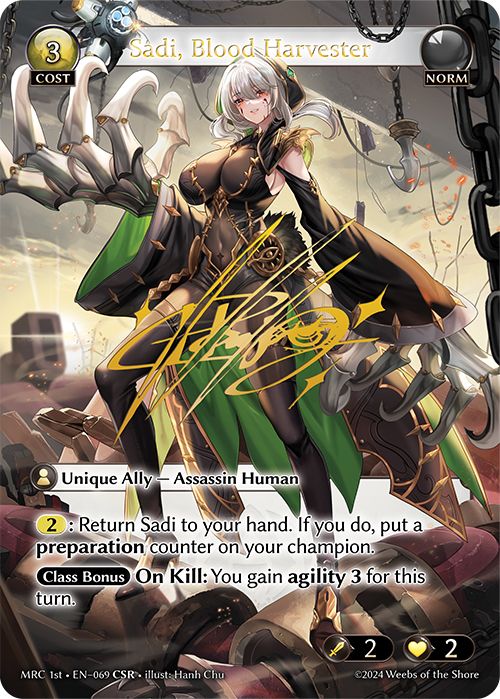 3
COST
Sadi, Blood Harvester
NORM
Unique Ally — Assassin Human
2 : Return Sadi to your hand. If you do, put a
preparation counter on your champion.
Class Bonus On Kill: You gain agility 3 for this
turn.
2
2
MRC 1st • EN–069 CSR • illust: Hanh Chu
©2024 Weebs of the Shore